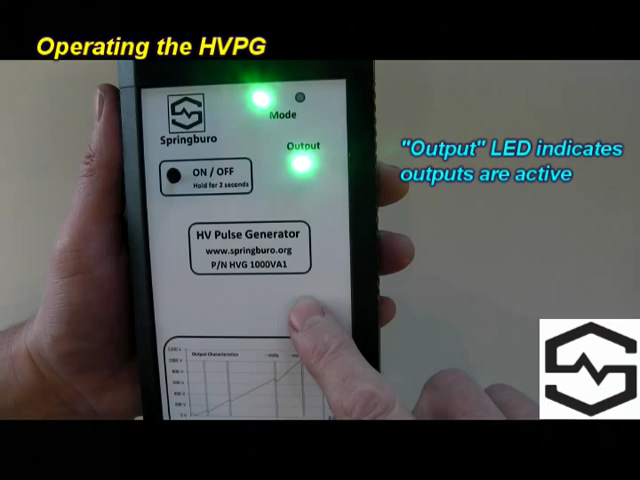 Operating the HVPG
Mode
Springburo
Output
"Output" LED indicates
outputs are active
ON / OFF
Hold for 2 seconds
HV Pulse Generator
www.springburo.org
P/N HVG 1000VA1
Output Characteristics